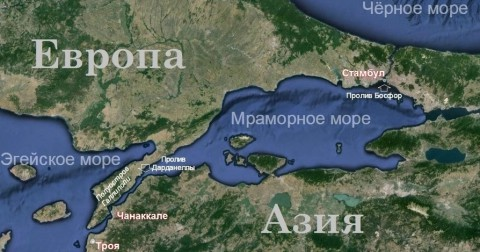 Чёрное море
Европа
Стамбул
Пролив Босфор
Мраморное море
Эгейское море
Пролив
Дарданеллы
Полуостров
Галлиполи
Чанаккале
Азия
Троя